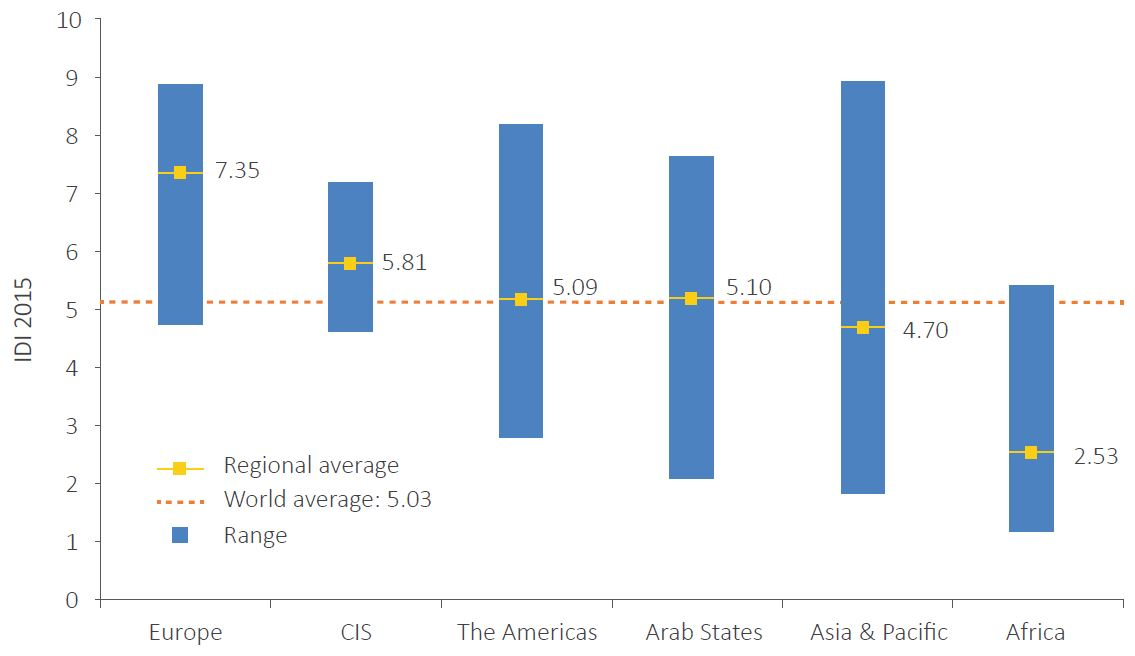 10
9
8
7
6
5
4
3
2
1
0
IDI 2015
7.35
5.81
5.09
5.10
4.70
2.53
Regional average
World average: 5.03
Range
Europe
CIS
The Americas
Arab States
Asia & Pacific
Africa